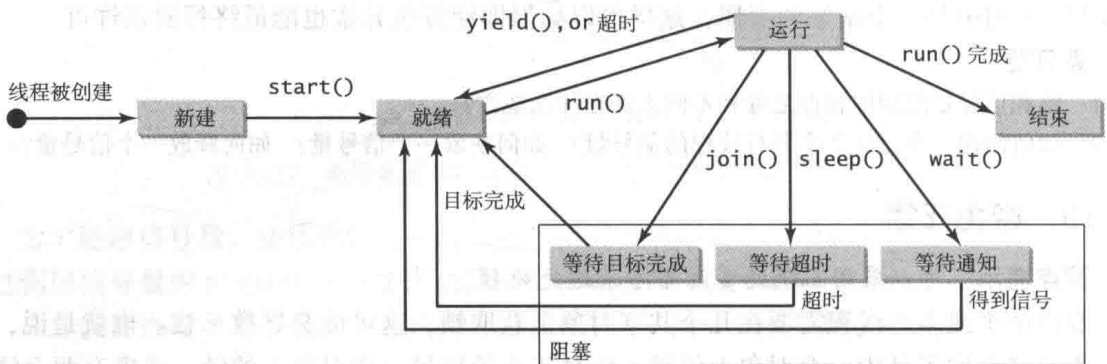 yield(), or 超时
运行
run() 完成
线程被创建
start()
新建
就绪
run()
结束
join()
sleep()
wait()
目标完成
等待目标完成
等待超时
等待通知
超时
得到信号
阻塞